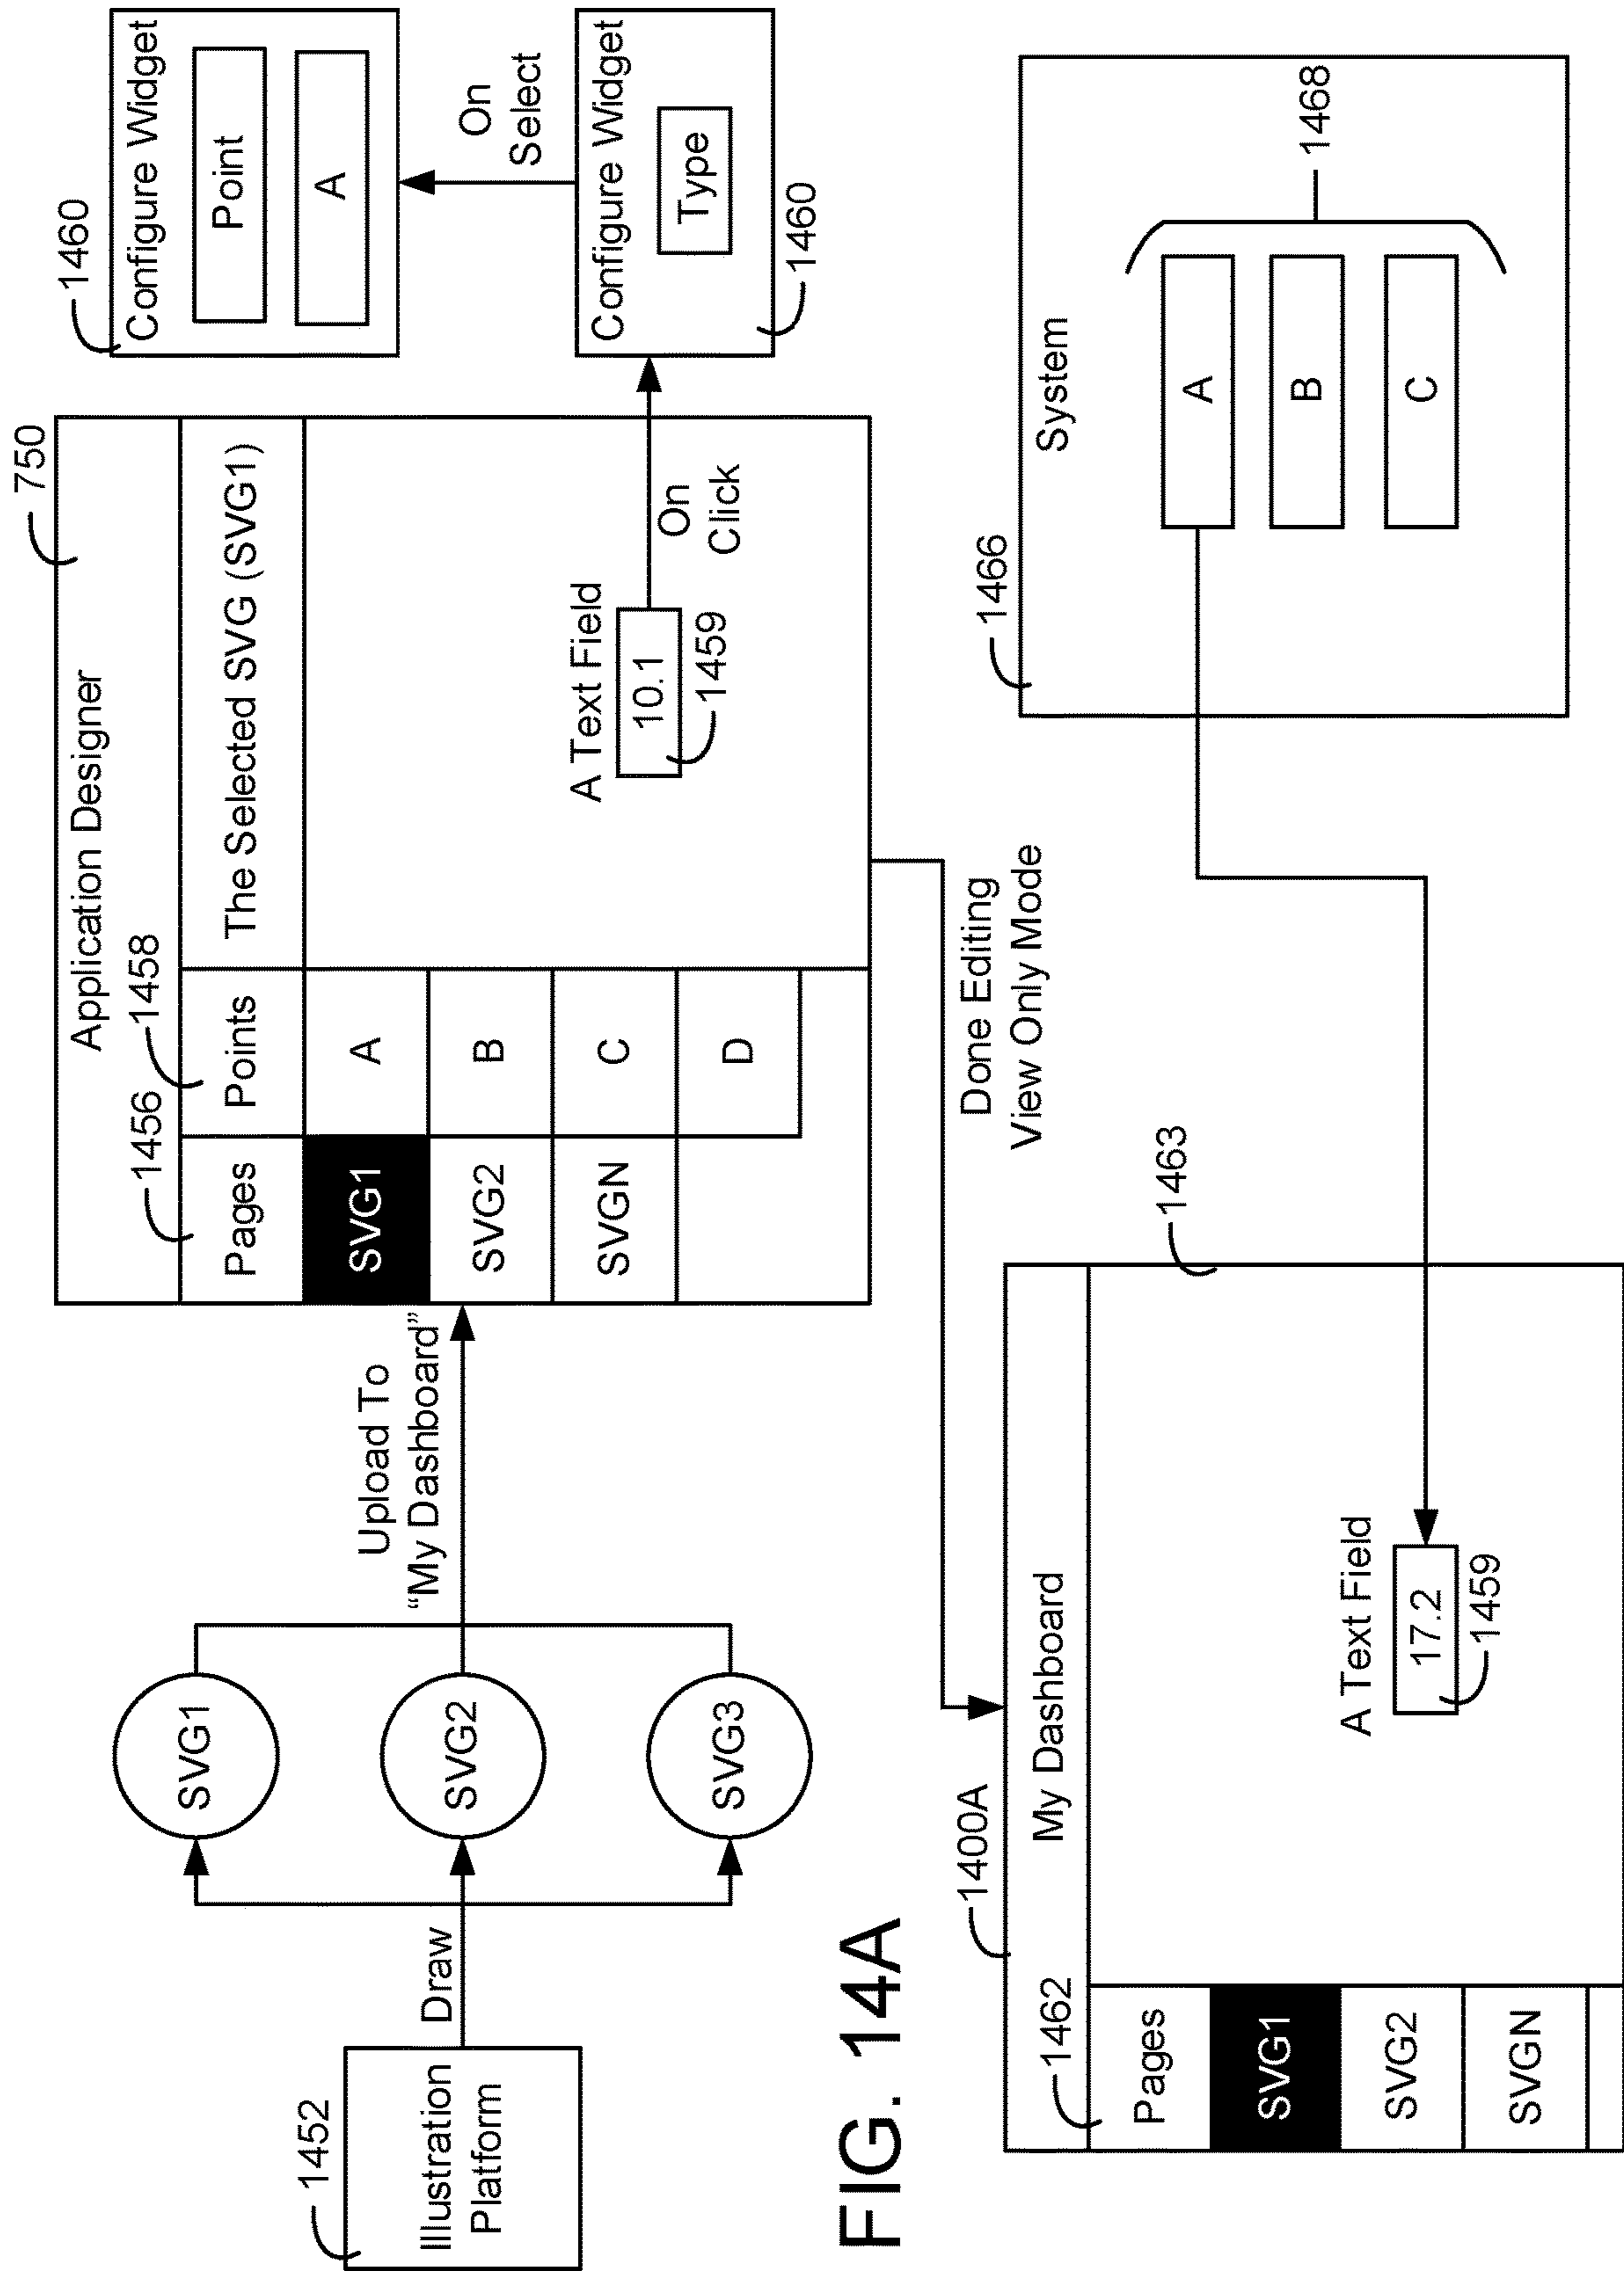 1452
Illustration
Platform
Draw
SVG1
SVG2
SVG3
Upload To
“My Dashboard”
750
Application Designer
1456
1458
Pages
Points
The Selected SVG (SVG1)
SVG1
A
SVG2
B
SVGN
C
D
A Text Field
10.1
1459
On
Click
1460
Configure Widget
Point
A
On
Select
Configure Widget
Type
1460
Done Editing
View Only Mode
FIG. 14A
1400A
1462
My Dashboard
1463
Pages
SVG1
SVG2
SVGN
A Text Field
17.2
1459
1466
System
A
B
C
1468